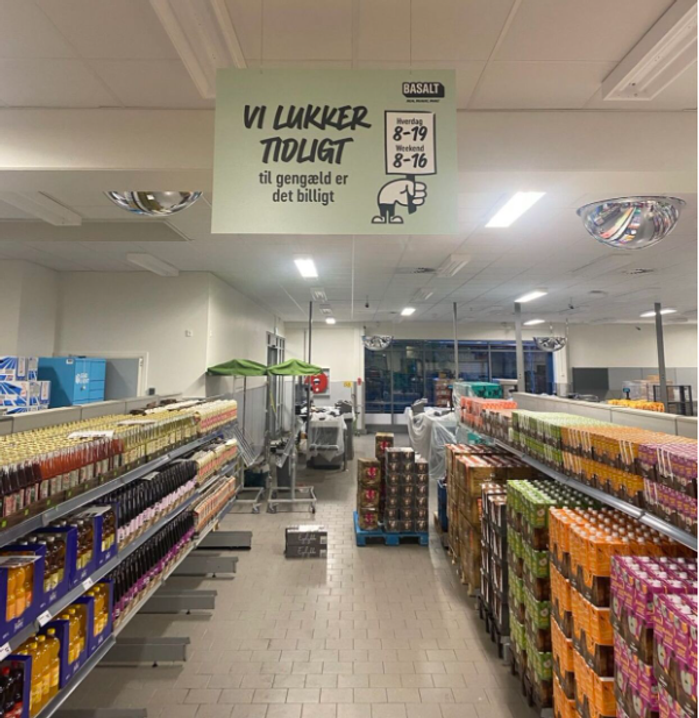 BASALT
VI LUKKER
TIDLIGT
til gengæld er
det billigt
Hverdag
8-19
Weekend
8-16